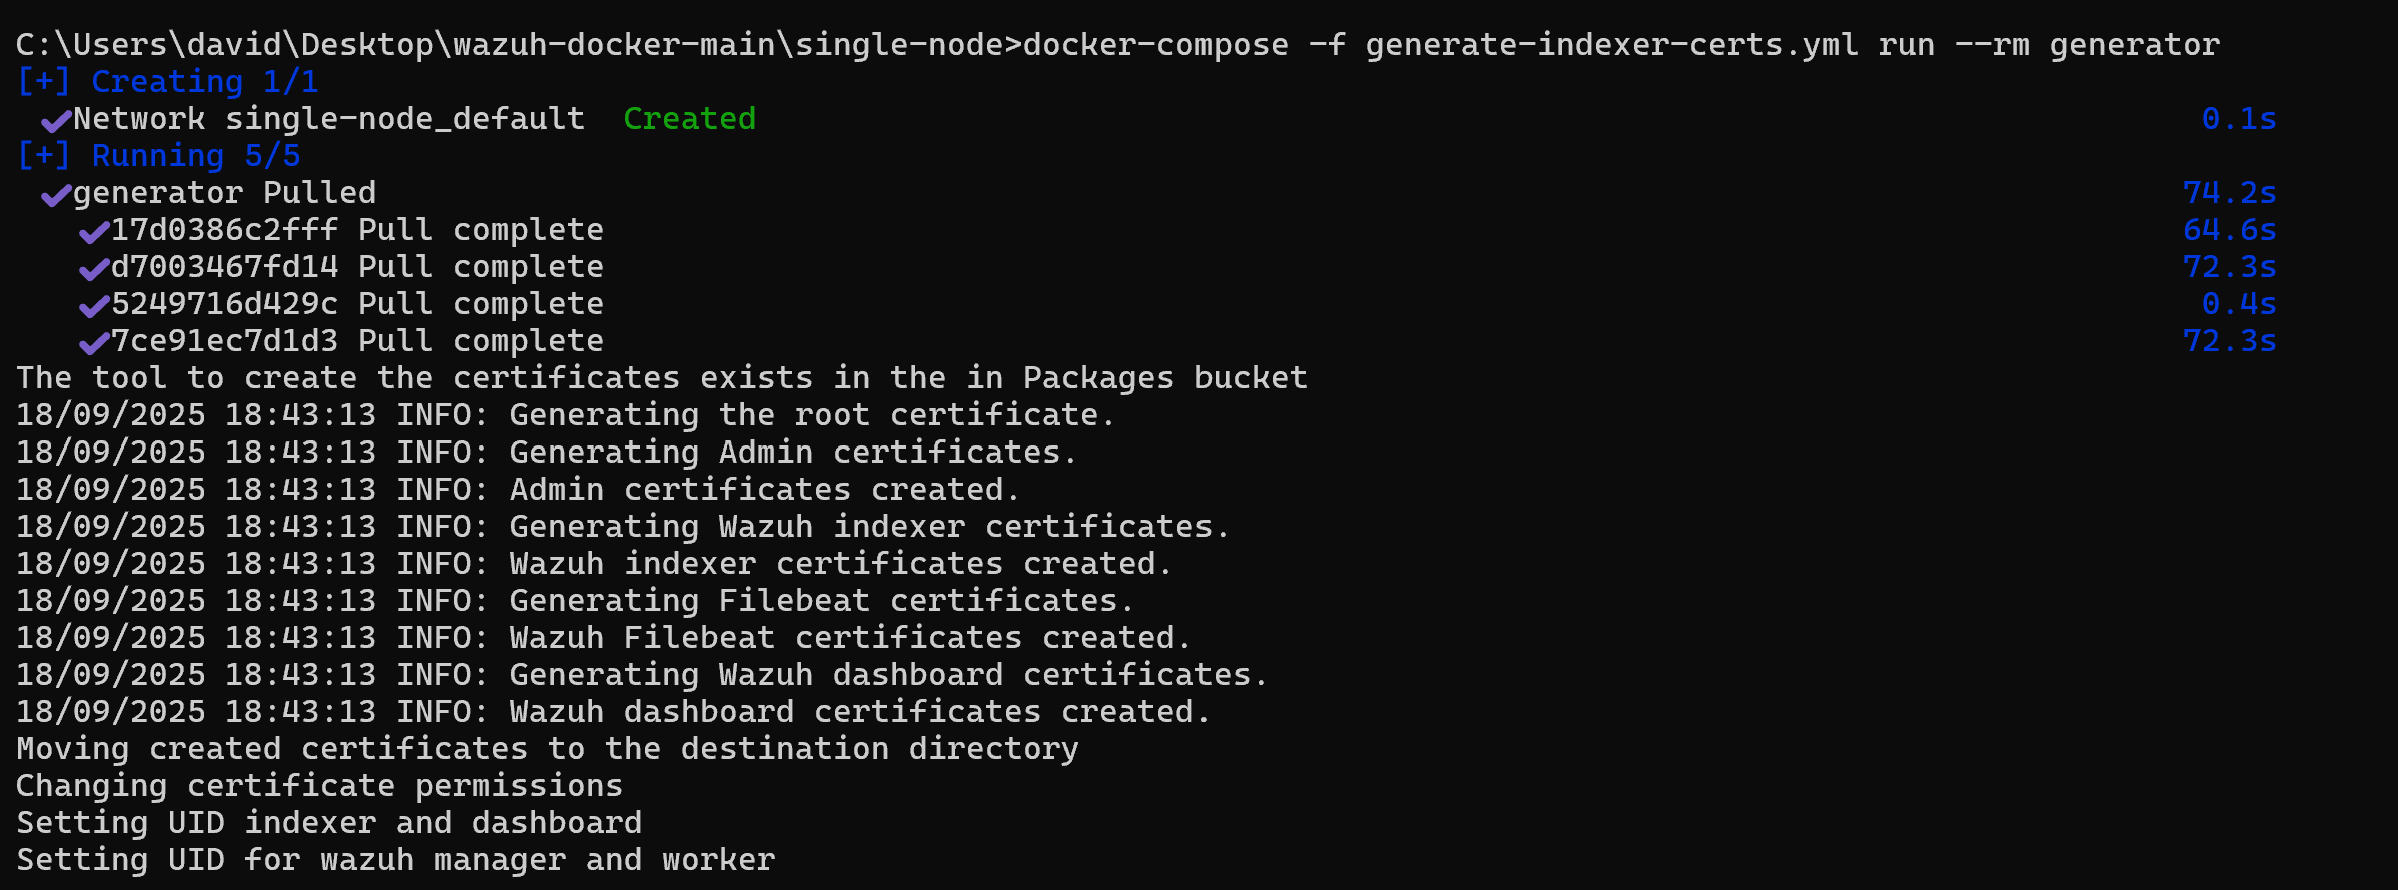 C:\Users\david\Desktop\wazuh-docker-main\single-node>docker-compose -f generate-indexer-certs.yml run --rm generator
[+] Creating 1/1
✔Network single-node_default  Created 0.1s
[+] Running 5/5
✔generator Pulled 74.2s
✔17d0386c2fff Pull complete 64.6s
✔d7003467fd14 Pull complete 72.3s
✔5249716d429c Pull complete 0.4s
✔7ce91ec7d1d3 Pull complete 72.3s
The tool to create the certificates exists in the in Packages bucket
18/09/2025 18:43:13 INFO: Generating the root certificate.
18/09/2025 18:43:13 INFO: Generating Admin certificates.
18/09/2025 18:43:13 INFO: Admin certificates created.
18/09/2025 18:43:13 INFO: Generating Wazuh indexer certificates.
18/09/2025 18:43:13 INFO: Wazuh indexer certificates created.
18/09/2025 18:43:13 INFO: Generating Filebeat certificates.
18/09/2025 18:43:13 INFO: Wazuh Filebeat certificates created.
18/09/2025 18:43:13 INFO: Generating Wazuh dashboard certificates.
18/09/2025 18:43:13 INFO: Wazuh dashboard certificates created.
Moving created certificates to the destination directory
Changing certificate permissions
Setting UID indexer and dashboard
Setting UID for wazuh manager and worker